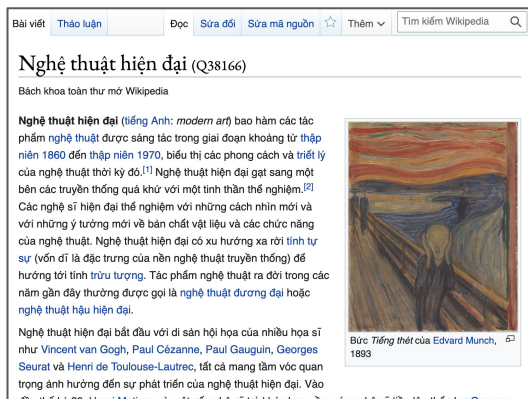 Bài viết Thảo luận Đọc Sửa đổi Sửa mã nguồn Thêm Tìm kiếm Wikipedia
Nghệ thuật hiện đại (Q38166)
Bách khoa toàn thư mở Wikipedia
Nghệ thuật hiện đại (tiếng Anh: modern art) bao hàm các tác
phẩm nghệ thuật được sáng tác trong giai đoạn khoảng từ thập
niên 1860 đến thập niên 1970, biểu thị các phong cách và triết lý
của nghệ thuật thời kỳ đó.[1] Nghệ thuật hiện đại gạt sang một
bên các truyền thống quá khứ với một tinh thần thể nghiệm.[2]
Các nghệ sĩ hiện đại thể nghiệm với những cách nhìn mới và
với những ý tưởng mới về bản chất vật liệu và các chức năng
của nghệ thuật. Nghệ thuật hiện đại có xu hướng xa rời tính tự
sự (vốn dĩ là đặc trưng của nền nghệ thuật truyền thống) để
hướng tới tính trừu tượng. Tác phẩm nghệ thuật ra đời trong các
năm gần đây thường được gọi là nghệ thuật đương đại hoặc
nghệ thuật hậu hiện đại.
Bức Tiếng thét của Edvard Munch,
1893
Nghệ thuật hiện đại bắt đầu với di sản hội họa của nhiều họa sĩ
như Vincent van Gogh, Paul Cézanne, Paul Gauguin, Georges
Seurat và Henri de Toulouse-Lautrec, tất cả mang tầm vóc quan
trọng ảnh hưởng đến sự phát triển của nghệ thuật hiện đại. Vào